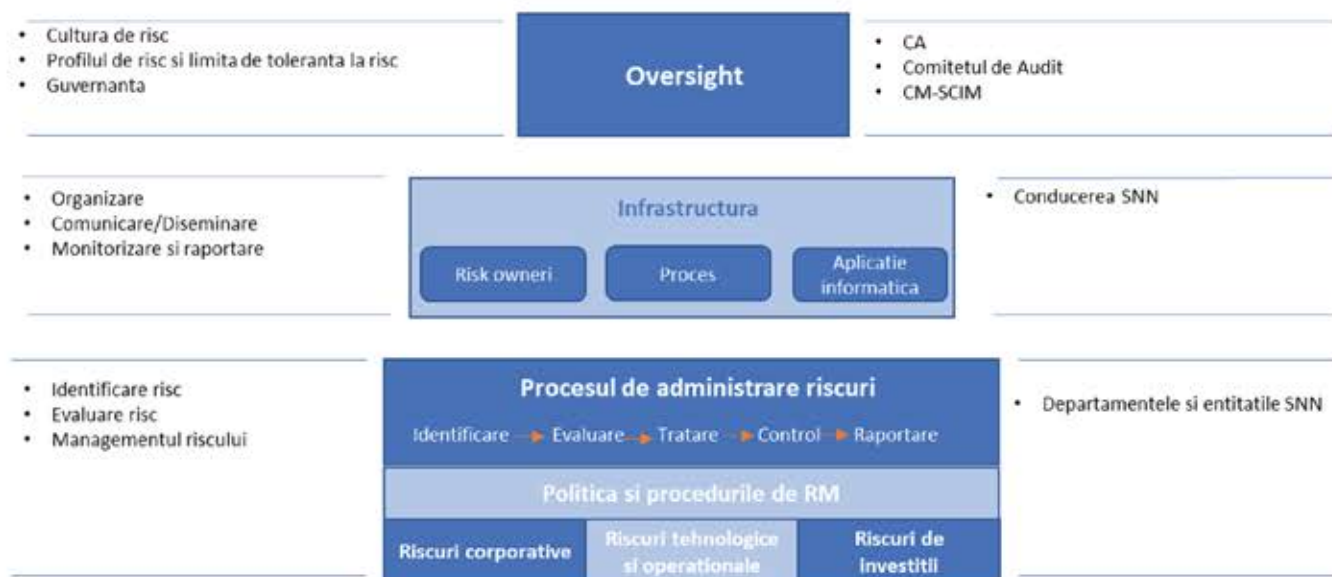 • Cultura de risc
• Profilul de risc si limita de toleranta la risc
• Guvernanta
Oversight
• CA
• Comitetul de Audit
• CM-SCIM
• Organizare
• Comunicare/Diseminare
• Monitorizare si raportare
Infrastructura
Risk owneri
Proces
Aplicatie
informatica
• Conducerea SNN
• Identificare risc
• Evaluare risc
• Managementul riscului
Procesul de administrare riscuri
Identificare Evaluare Tratare Control Raportare
Politica si procedurile de RM
Riscuri corporative
Riscuri tehnologice
si operationale
Riscuri de
investitii
• Departamentele si entitatile SNN